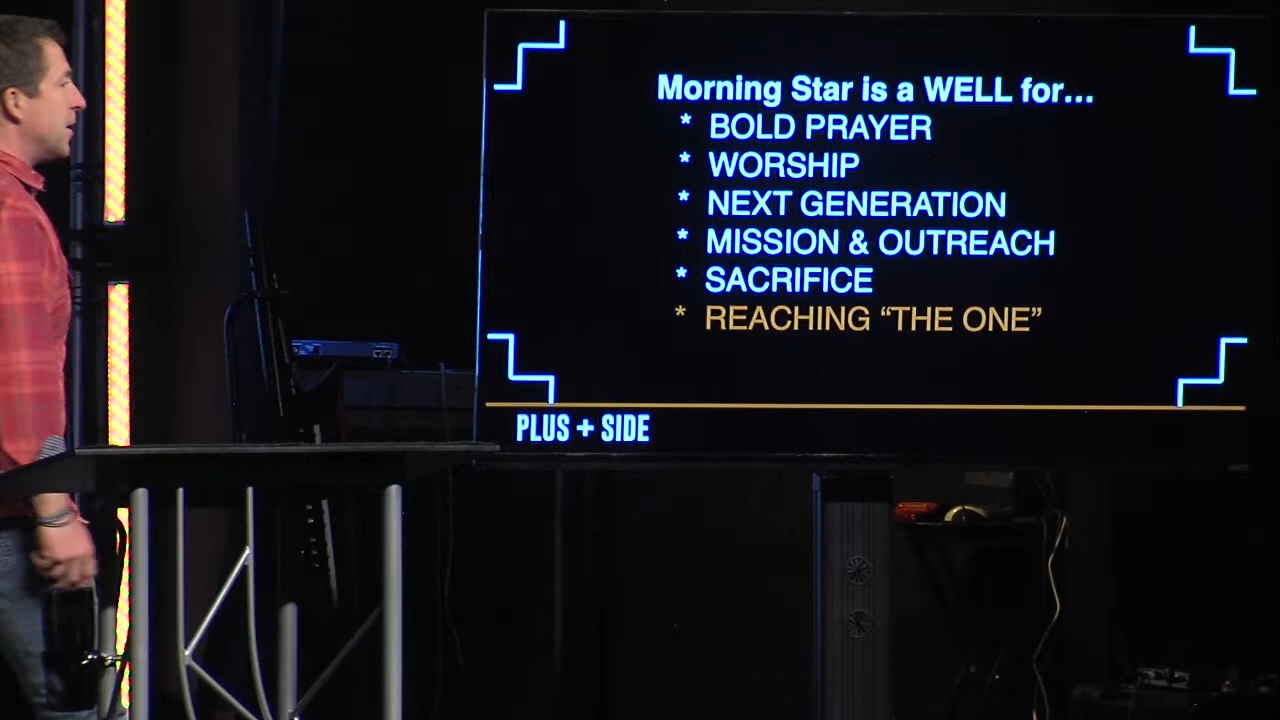 Morning Star is a WELL for...
* BOLD PRAYER
* WORSHIP
* NEXT GENERATION
* MISSION & OUTREACH
* SACRIFICE
* REACHING “THE ONE”
PLUS + SIDE